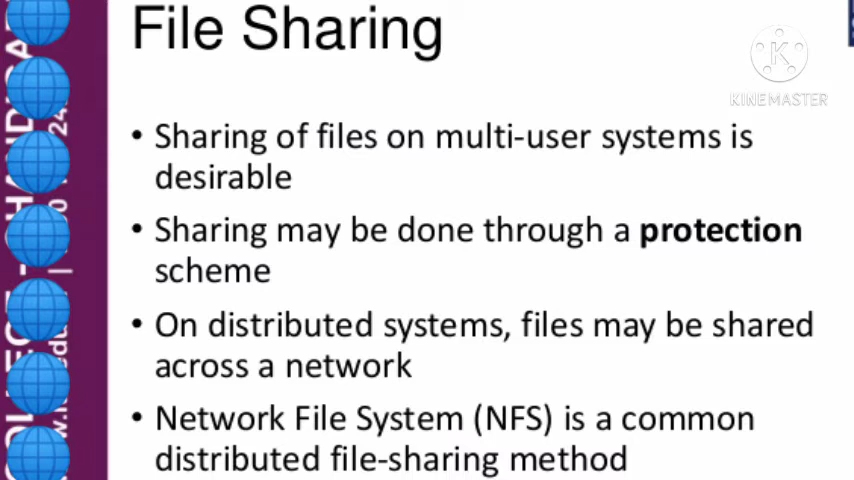 File Sharing
KINEMASTER
• Sharing of files on multi-user systems is
desirable
• Sharing may be done through a protection
scheme
• On distributed systems, files may be shared
across a network
• Network File System (NFS) is a common
distributed file-sharing method